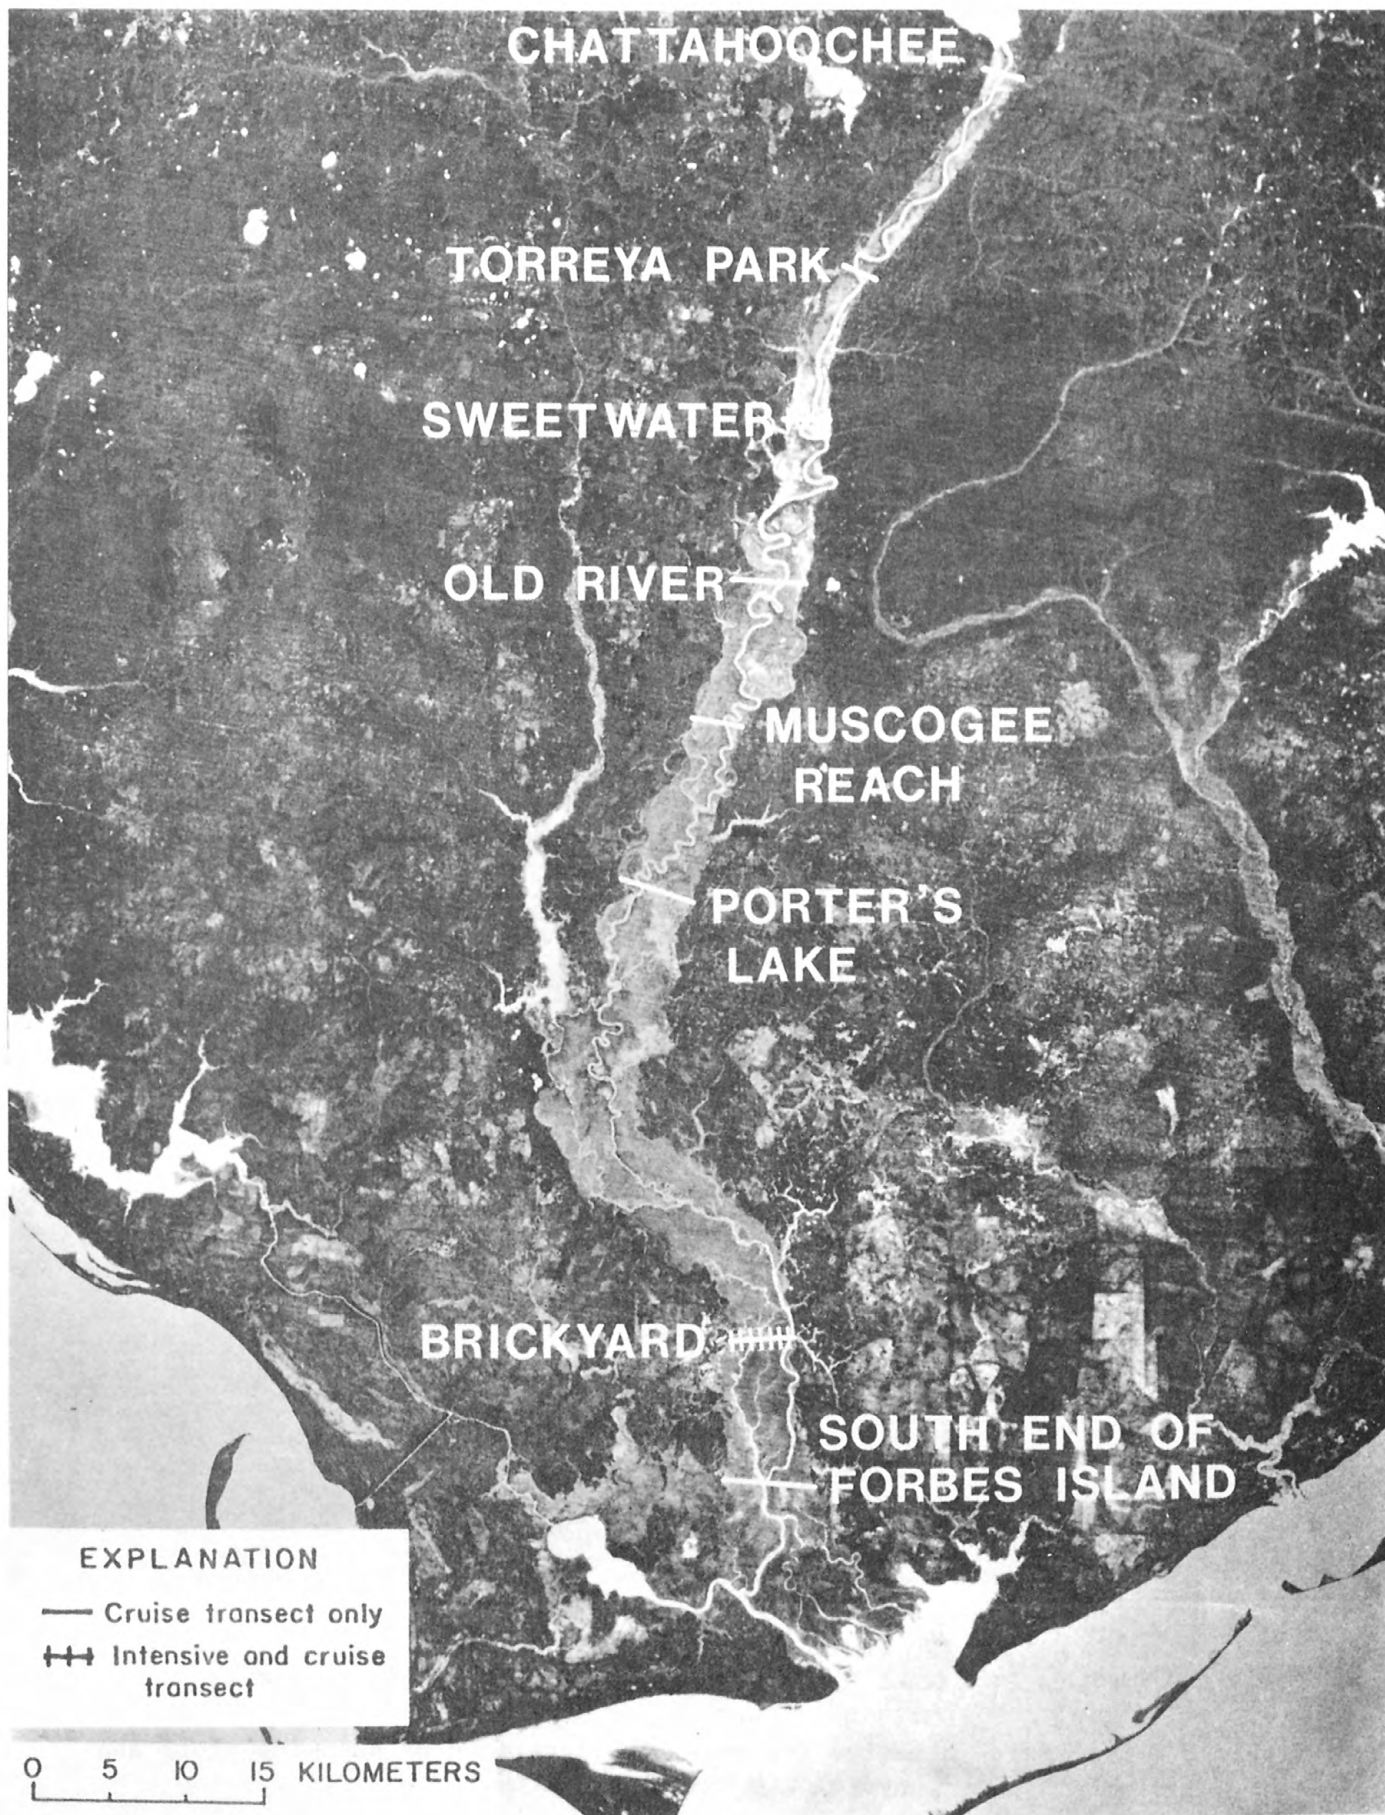 CHATTAHOOCHEE
TORREYA PARK
SWEETWATER
OLD RIVER
MUSCOGEE
REACH
PORTER'S
LAKE
BRICKYARD
SOUTH END OF
FORBES ISLAND
EXPLANATION
Cruise transect only
Intensive and cruise
transect
0 5 10 15 KILOMETERS